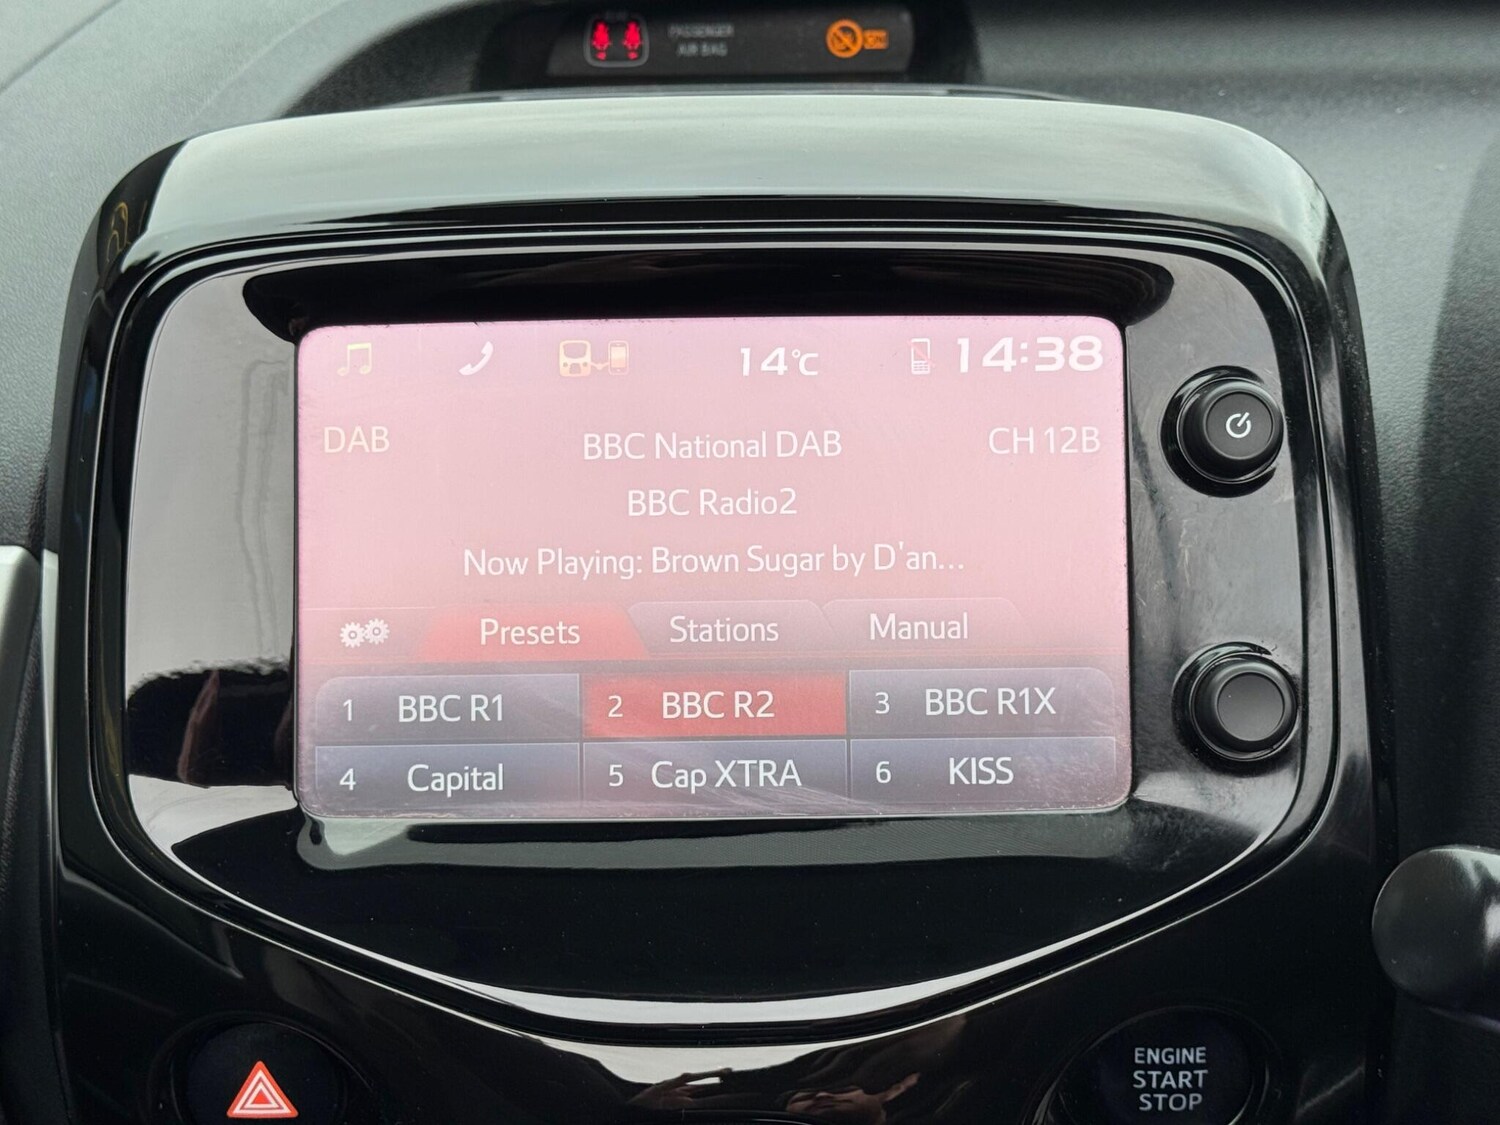 PASSENGER
AIR BAG
14°C
14:38
DAB
BBC National DAB
CH 12B
BBC Radio2
Now Playing: Brown Sugar by D'an...
Presets
Stations
Manual
1 BBC R1
2 BBC R2
3 BBC R1X
4 Capital
5 Cap XTRA
6 KISS
ENGINE
START
STOP